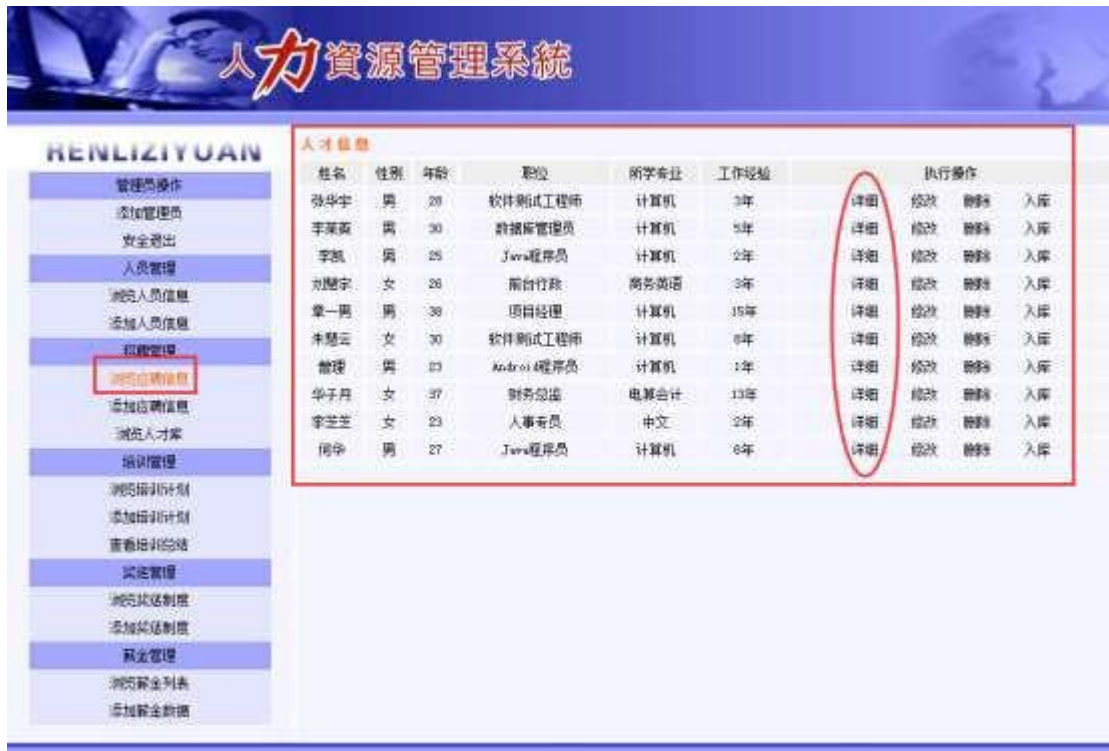 人力資源管理系統
RENLIZIYUAN
管理员操作
添加管理员
安全退出
人员管理
浏览人员信息
添加人员信息
招聘管理
浏览应聘信息
添加应聘信息
浏览人才库
培训管理
浏览培训计划
添加培训计划
查看培训总结
奖惩管理
浏览奖惩制度
添加奖惩制度
薪金管理
浏览薪金列表
添加薪金数据
人才信息
姓名 性别 年龄 职位 所学专业 工作经验 执行操作
张华宇 男 28 软件测试工程师 计算机 3年 详细 修改 删除 入库
李英英 男 30 数据库管理员 计算机 5年 详细 修改 删除 入库
李凯 男 25 Java程序员 计算机 2年 详细 修改 删除 入库
刘慧宗 女 26 前台行政 商务英语 3年 详细 修改 删除 入库
章一男 男 38 项目经理 计算机 15年 详细 修改 删除 入库
朱慧云 女 30 软件测试工程师 计算机 详细 修改 删除 入库
管理 男 23 Android程序员 计算机 1年 详细 修改 删除 入库
华子月 女 37 财务总监 电算会计 13年 详细 修改 删除 入库
李芝芝 女 23 人事专员 中文 2年 详细 修改 删除 入库
何华 男 27 Java程序员 计算机 6年 详细 修改 删除 入库